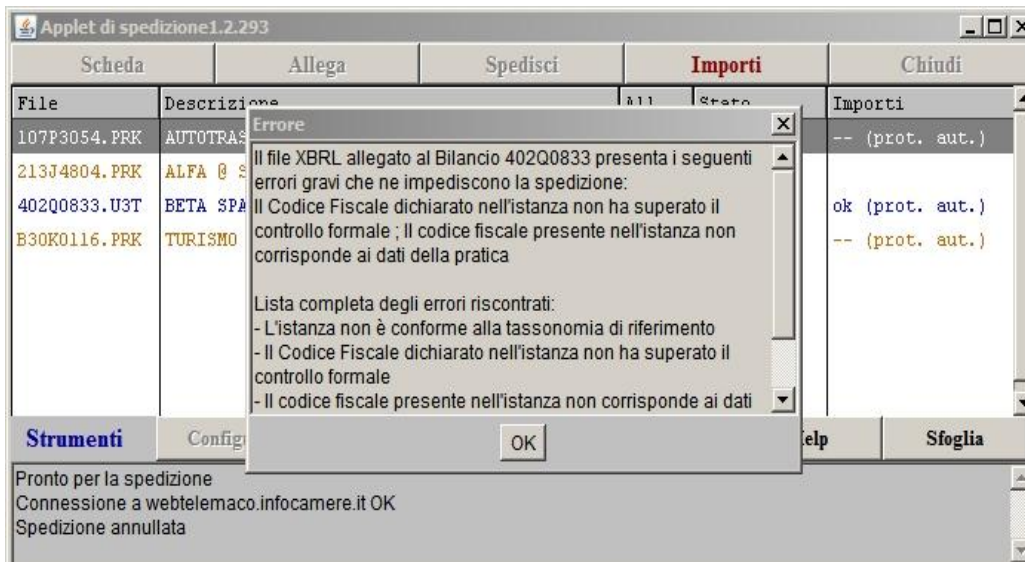 Applet di spedizione1.2.293
Scheda Allega Spedisci Importi Chiudi
File Descrizione All Stato Importi
107P3054.PRK AUTOTRAS -- (prot. aut.)
213J4804.PRK ALFA @ S
402Q0833.U3T BETA SPA ok (prot. aut.)
B30K0116.PRK TURISMO -- (prot. aut.)
Errore
Il file XBRL allegato al Bilancio 402Q0833 presenta i seguenti
errori gravi che ne impediscono la spedizione:
Il Codice Fiscale dichiarato nell'istanza non ha superato il
controllo formale ; Il codice fiscale presente nell'istanza non
corrisponde ai dati della pratica
Lista completa degli errori riscontrati:
- L'istanza non è conforme alla tassonomia di riferimento
- Il Codice Fiscale dichiarato nell'istanza non ha superato il
controllo formale
- Il codice fiscale presente nell'istanza non corrisponde ai dati
OK
Strumenti Config elp Sfoglia
Pronto per la spedizione
Connessione a webtelemaco.infocamere.it OK
Spedizione annullata